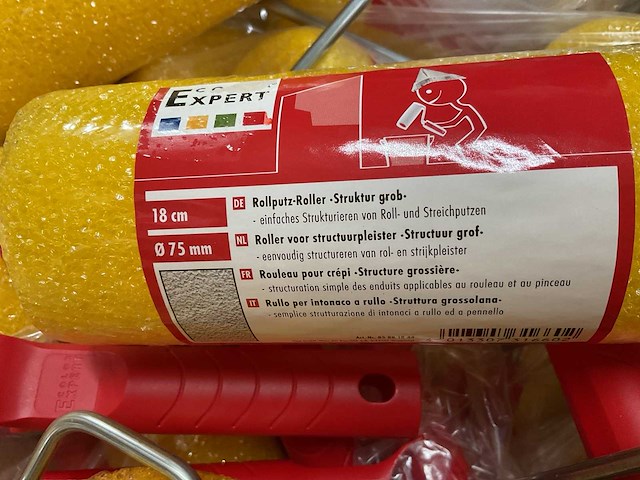 ECO
EXPERT
18 cm
Ø 75 mm
DE Rollputz-Roller -Struktur grob-
- einfaches Strukturieren von Roll- und Streichputzen
NL Roller voor structuurpleister -Structuur grof-
- eenvoudig structureren van rol- en strijkpleister
FR Rouleau pour crépi -Structure grossière-
- structuration simple des enduits applicables au rouleau et au pinceau
IT Rullo per intonaco a rullo -Struttura grossolana-
- semplice strutturazione di intonaci a rullo ed a pennello
Art.-Nr.